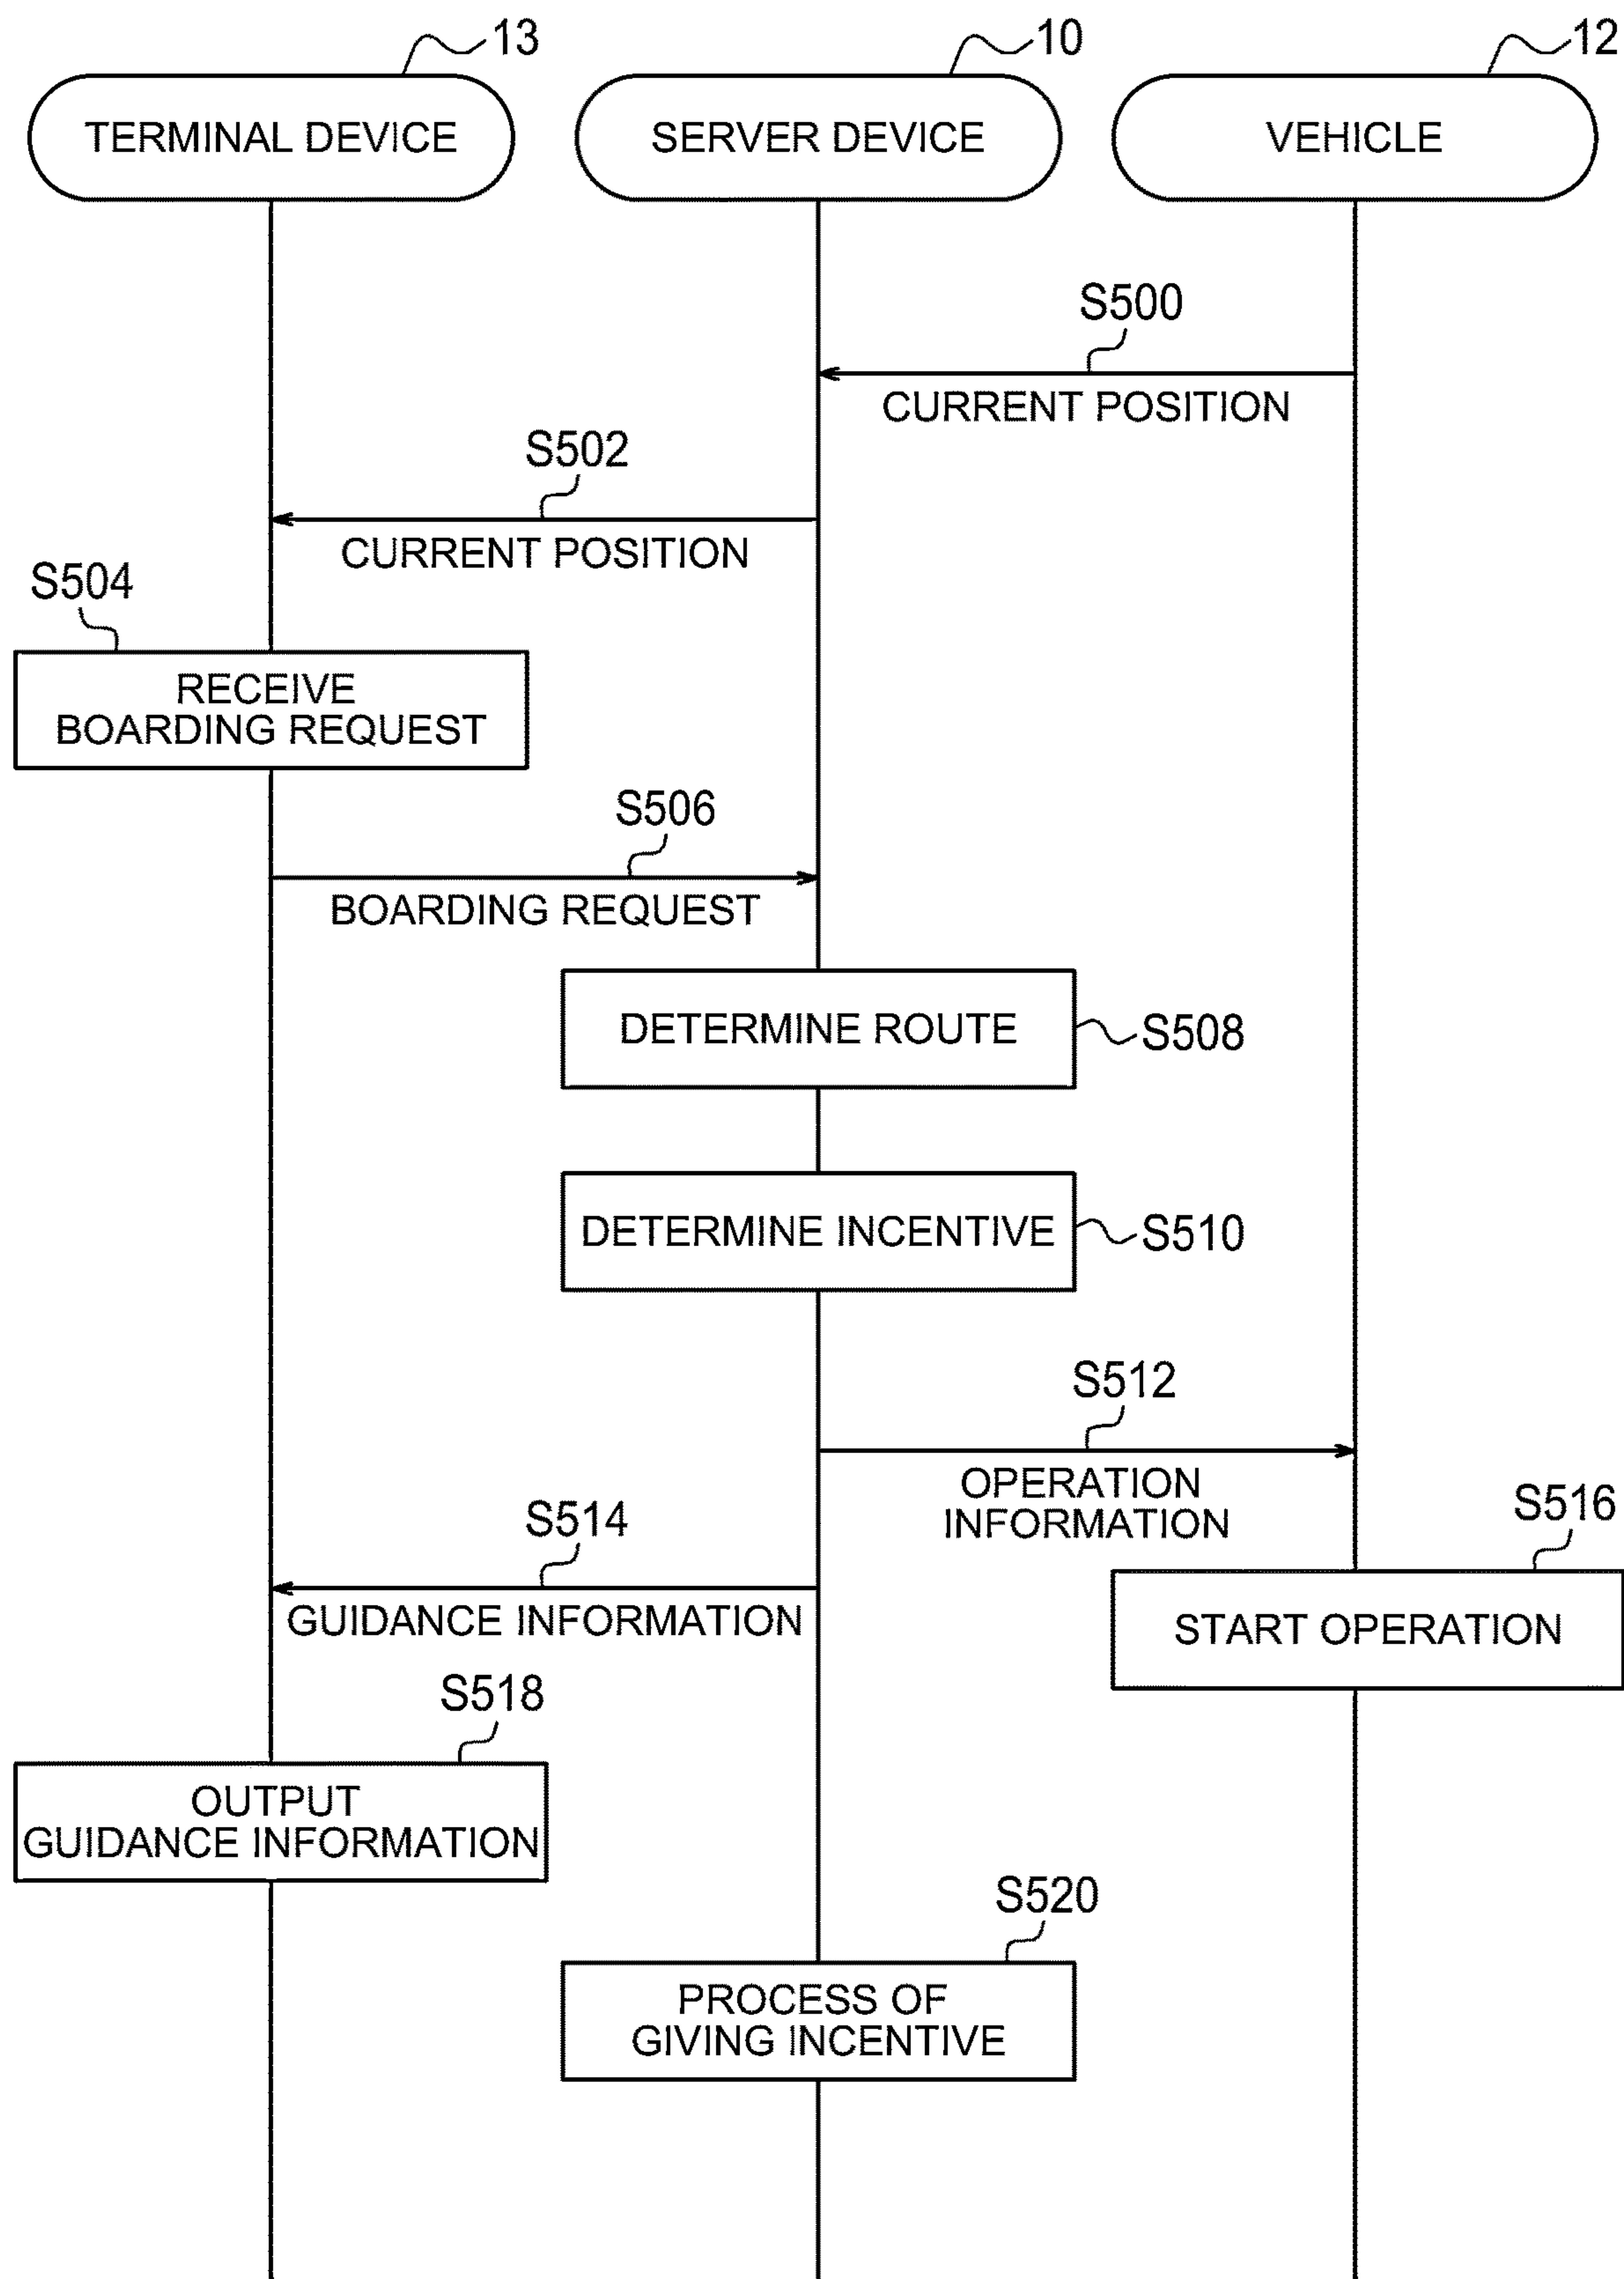 13
10
12
TERMINAL DEVICE
SERVER DEVICE
VEHICLE
S500
CURRENT POSITION
S502
CURRENT POSITION
S504
RECEIVE
BOARDING REQUEST
S506
BOARDING REQUEST
DETERMINE ROUTE
S508
DETERMINE INCENTIVE
S510
S512
OPERATION
INFORMATION
S514
GUIDANCE INFORMATION
S516
START OPERATION
S518
OUTPUT
GUIDANCE INFORMATION
S520
PROCESS OF
GIVING INCENTIVE